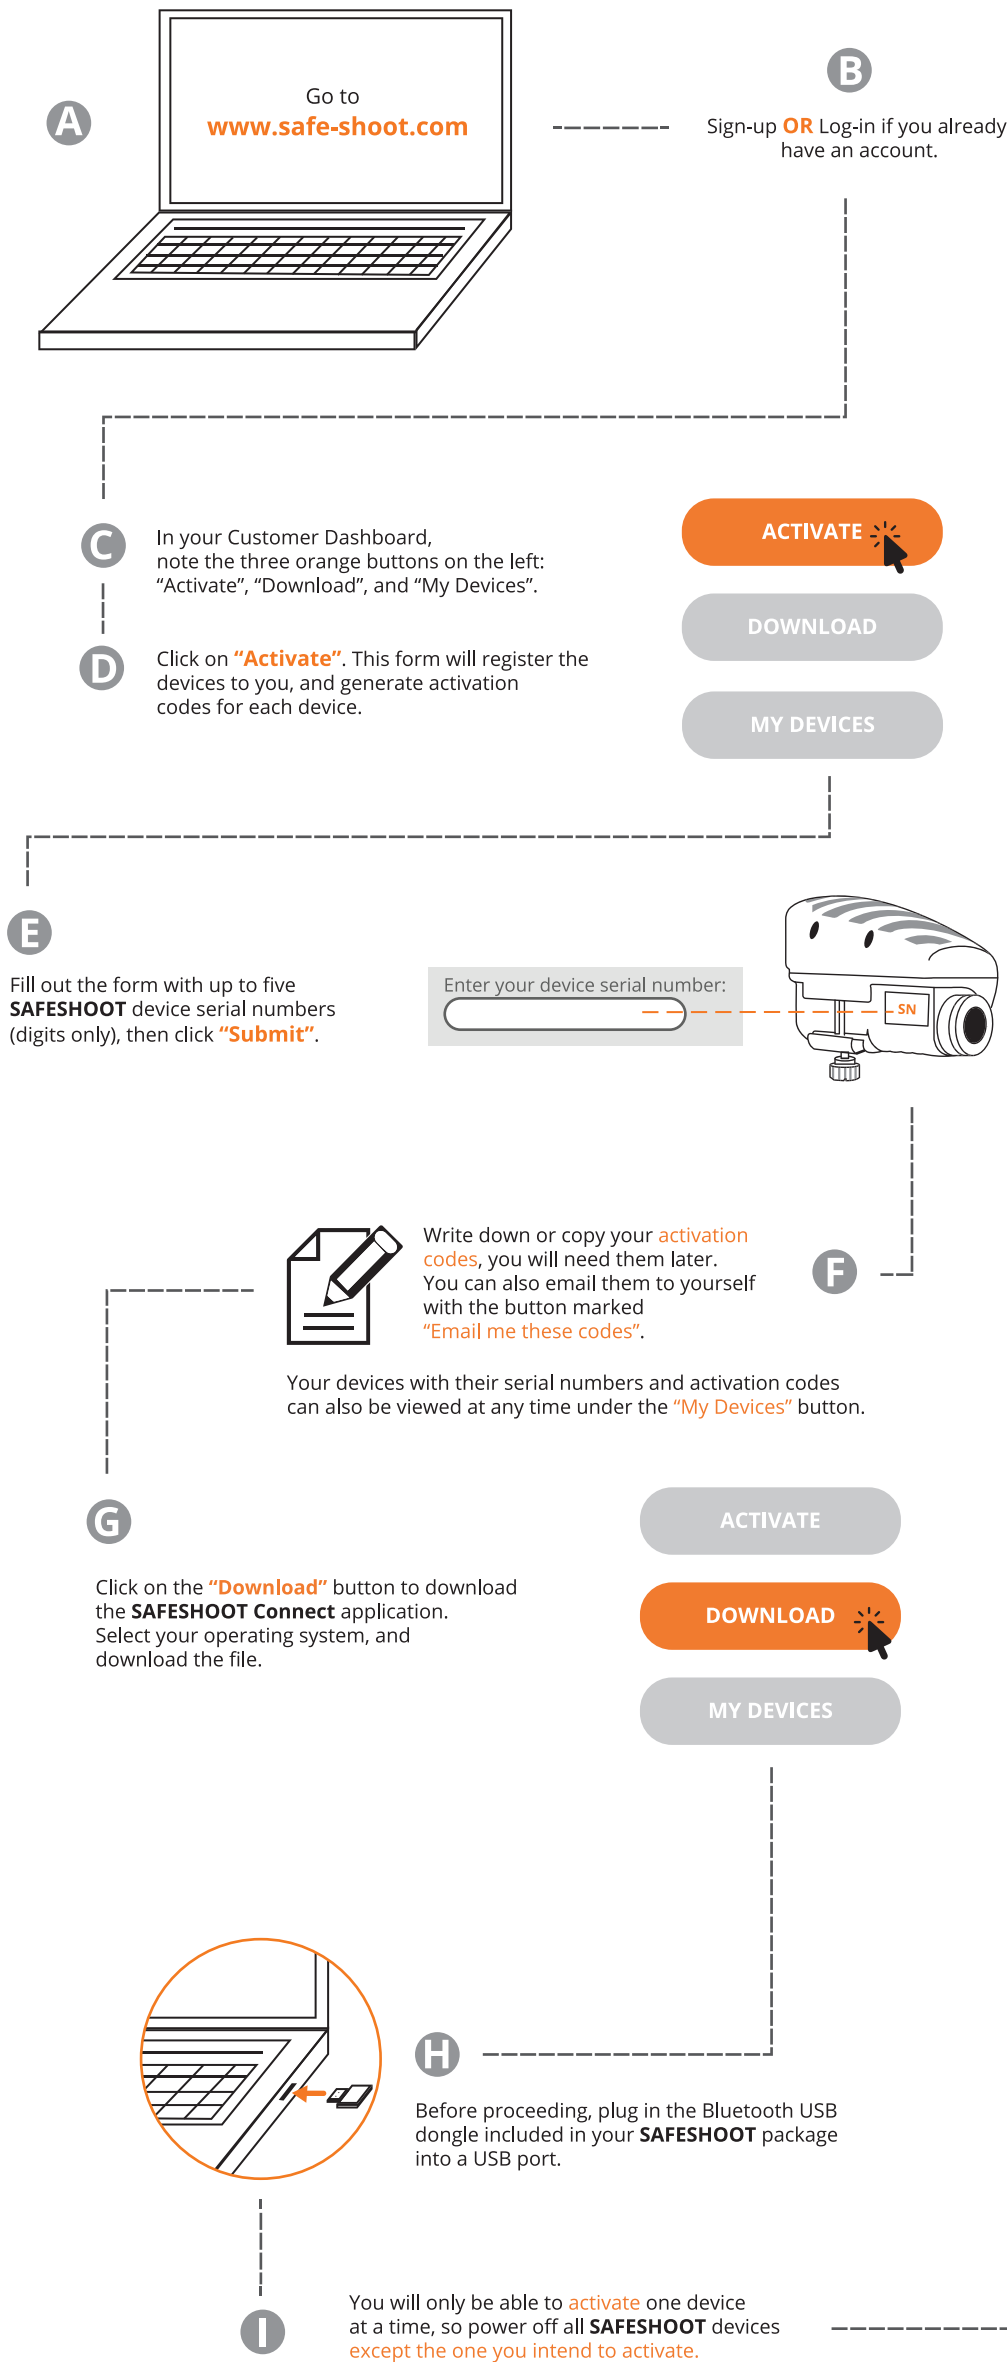 A
Go to
www.safe-shoot.com
B
Sign-up OR Log-in if you already
have an account.
C
In your Customer Dashboard,
note the three orange buttons on the left:
“Activate”, “Download”, and “My Devices”.
D
Click on “Activate”. This form will register the
devices to you, and generate activation
codes for each device.
ACTIVATE
DOWNLOAD
MY DEVICES
E
Fill out the form with up to five
SAFESHOOT device serial numbers
(digits only), then click “Submit”.
Enter your device serial number:
SN
F
Write down or copy your activation
codes, you will need them later.
You can also email them to yourself
with the button marked
“Email me these codes”.
Your devices with their serial numbers and activation codes
can also be viewed at any time under the “My Devices” button.
G
Click on the “Download” button to download
the SAFESHOOT Connect application.
Select your operating system, and
download the file.
ACTIVATE
DOWNLOAD
MY DEVICES
H
Before proceeding, plug in the Bluetooth USB
dongle included in your SAFESHOOT package
into a USB port.
I
You will only be able to activate one device
at a time, so power off all SAFESHOOT devices
except the one you intend to activate.